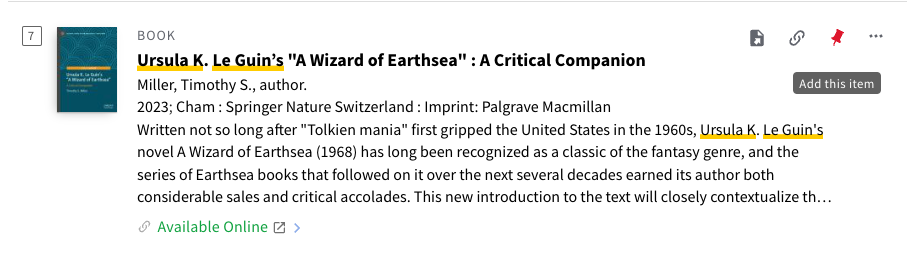 7
BOOK
Ursula K. Le Guin's "A Wizard of Earthsea" : A Critical Companion
Add this item
Miller, Timothy S., author.
2023; Cham : Springer Nature Switzerland : Imprint: Palgrave Macmillan
Written not so long after "Tolkien mania" first gripped the United States in the 1960s, Ursula K. Le Guin's
novel A Wizard of Earthsea (1968) has long been recognized as a classic of the fantasy genre, and the
series of Earthsea books that followed on it over the next several decades earned its author both
considerable sales and critical accolades. This new introduction to the text will closely contextualize th…
Available Online